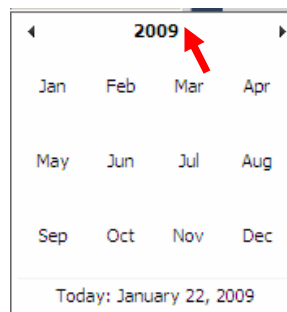 2009
Jan Feb Mar Apr
May Jun Jul Aug
Sep Oct Nov Dec
Today: January 22, 2009